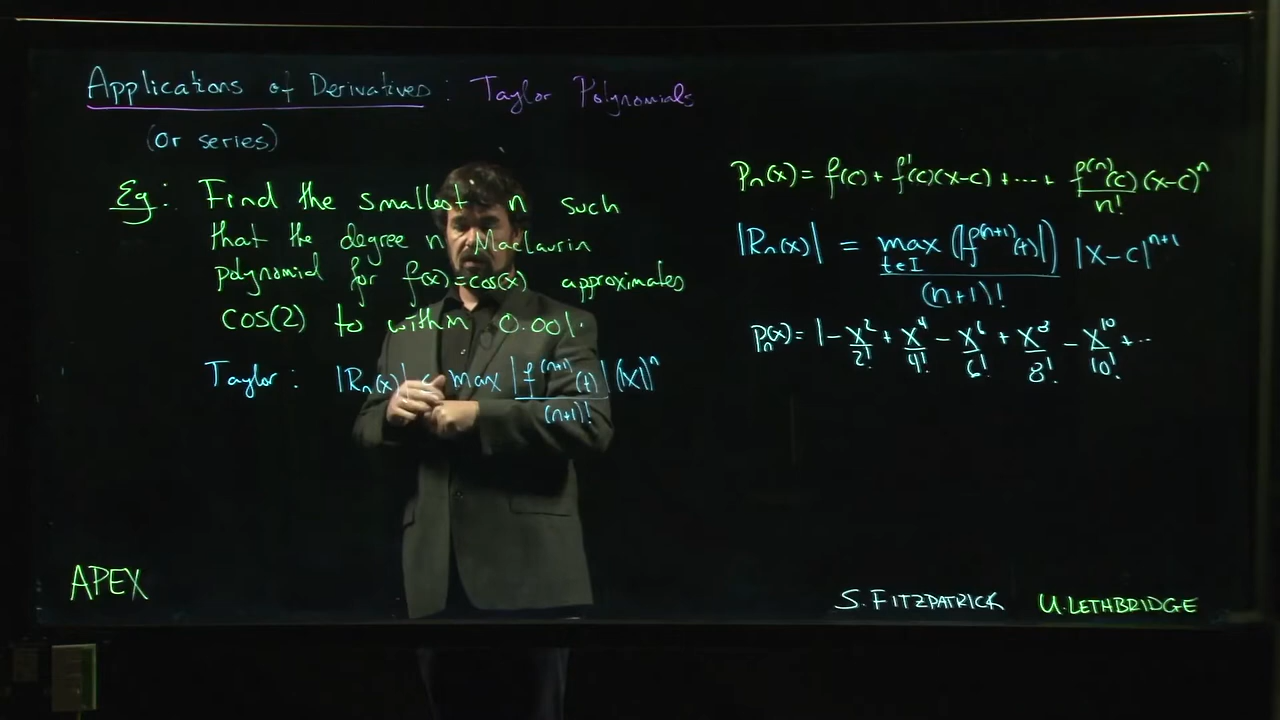 Applications of Derivatives : Taylor Polynomials
(or series)
Eg: Find the smallest n such
that the degree n Maclaurin
polynomial for f(x)=cos(x) approximates
cos(2) to within 0.001.
Taylor: |Rₙ(x)| ≤ max |f⁽ⁿ⁺¹⁾(t)|/(n+1)! (|x|)ⁿ
Pₙ(x) = f(c) + f'(c)(x-c) + ... + f⁽ⁿ⁾(c)/n! (x-c)ⁿ
|Rₙ(x)| = max t∈I (|f⁽ⁿ⁺¹⁾(t)|)/(n+1)! |x-c|ⁿ⁺¹
Pₙ(x) = 1 - x²/2! + x⁴/4! - x⁶/6! + x⁸/8! - x¹⁰/10! + ...
APEX
S. FITZPATRICK U. LETHBRIDGE